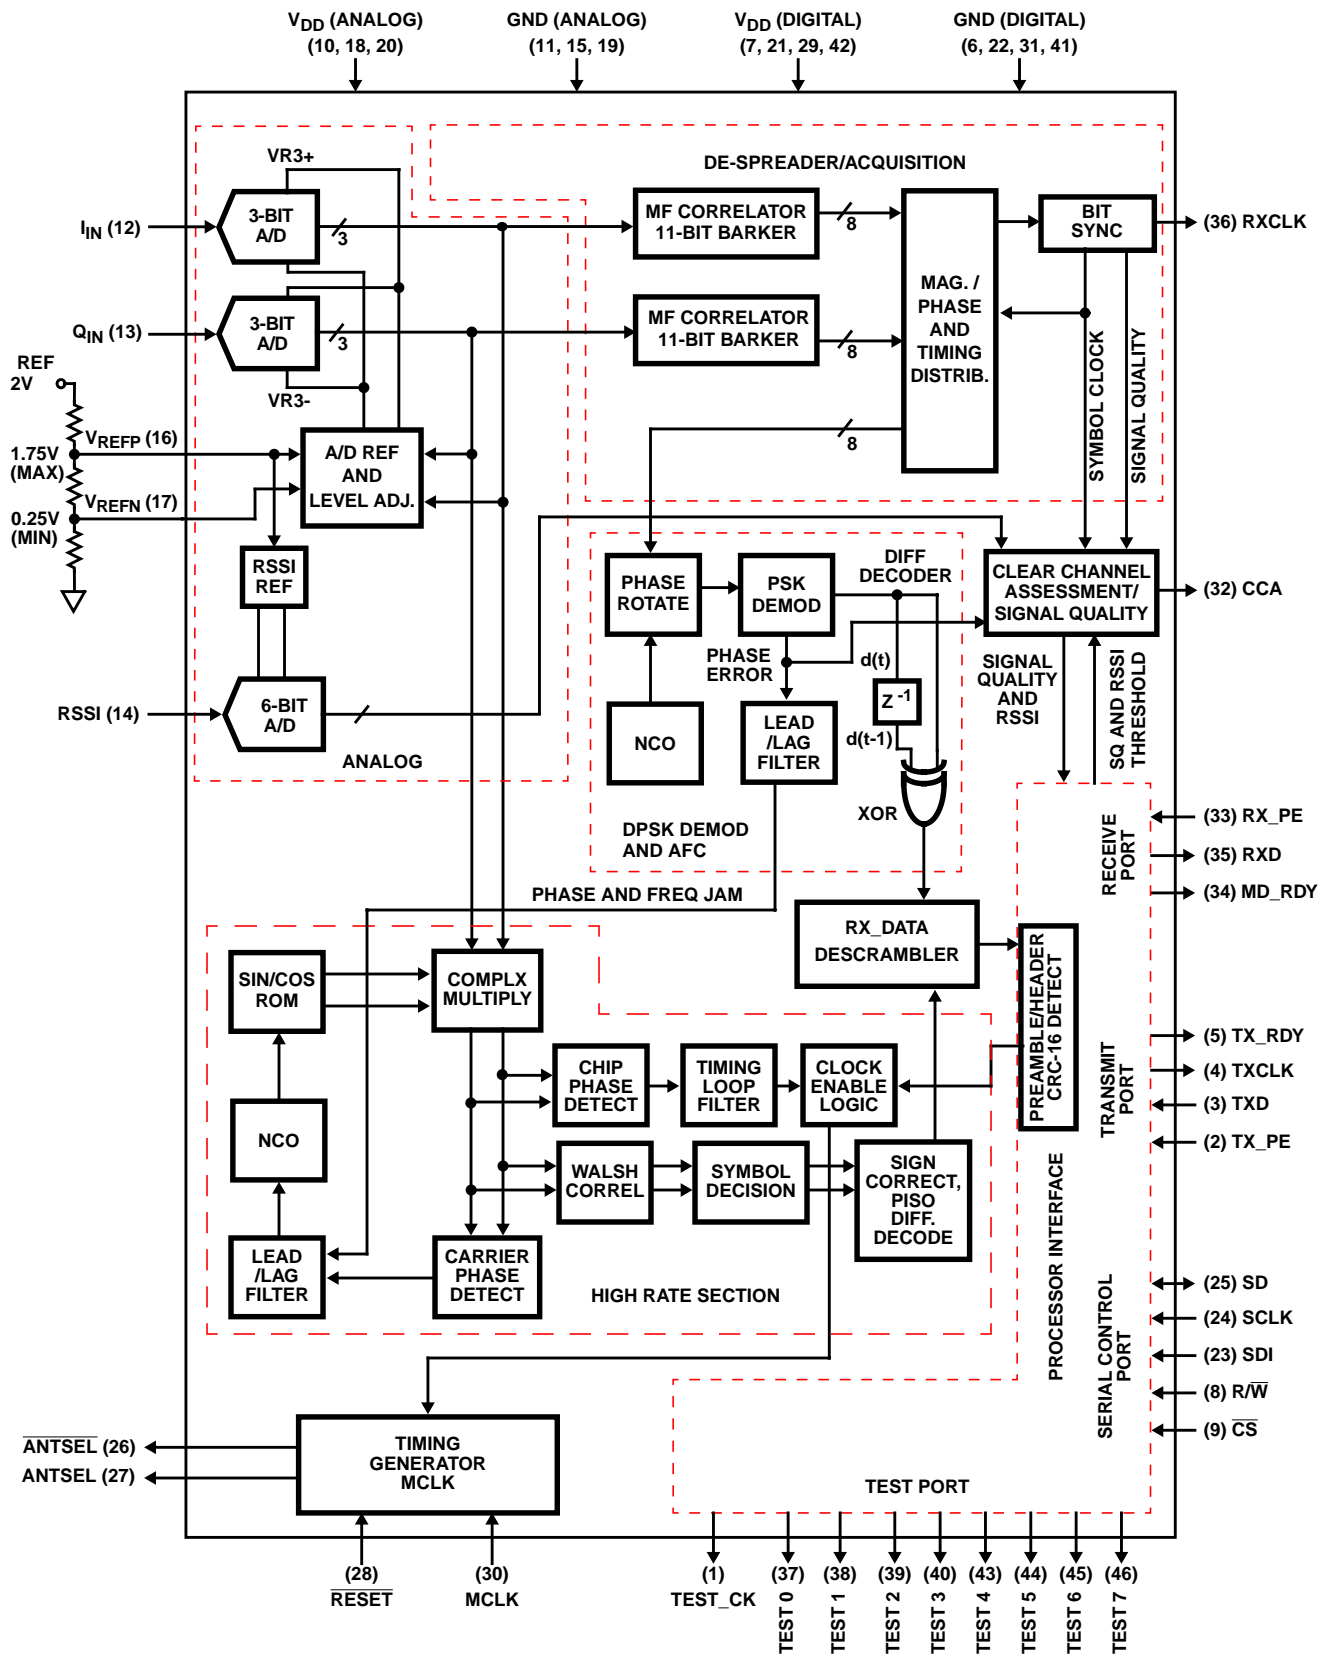 V_DD (ANALOG)
(10, 18, 20)
GND (ANALOG)
(11, 15, 19)
V_DD (DIGITAL)
(7, 21, 29, 42)
GND (DIGITAL)
(6, 22, 31, 41)
VR3+
DE-SPREADER/ACQUISITION
I_IN (12)
3-BIT
A/D
3
MF CORRELATOR
11-BIT BARKER
8
MAG. /
PHASE
AND
TIMING
DISTRIB.
BIT
SYNC
(36) RXCLK
Q_IN (13)
3-BIT
A/D
3
MF CORRELATOR
11-BIT BARKER
8
SYMBOL CLOCK
SIGNAL QUALITY
VR3-
REF
2V
V_REFP (16)
1.75V
(MAX)
V_REFN (17)
0.25V
(MIN)
A/D REF
AND
LEVEL ADJ.
8
RSSI
REF
PHASE
ROTATE
PSK
DEMOD
DIFF
DECODER
CLEAR CHANNEL
ASSESSMENT/
SIGNAL QUALITY
(32) CCA
PHASE
ERROR
d(t)
SIGNAL
QUALITY
AND
RSSI
SQ AND RSSI
THRESHOLD
RSSI (14)
6-BIT
A/D
ANALOG
NCO
LEAD
/LAG
FILTER
Z -1
d(t-1)
XOR
DPSK DEMOD
AND AFC
RECEIVE
PORT
(33) RX_PE
(35) RXD
(34) MD_RDY
PHASE AND FREQ JAM
RX_DATA
DESCRAMBLER
PREAMBLE/HEADER
CRC-16 DETECT
SIN/COS
ROM
COMPLX
MULTIPLY
CHIP
PHASE
DETECT
TIMING
LOOP
FILTER
CLOCK
ENABLE
LOGIC
TRANSMIT
PORT
(5) TX_RDY
(4) TXCLK
(3) TXD
(2) TX_PE
NCO
WALSH
CORREL
SYMBOL
DECISION
SIGN
CORRECT,
PISO
DIFF.
DECODE
PROCESSOR INTERFACE
LEAD
/LAG
FILTER
CARRIER
PHASE
DETECT
HIGH RATE SECTION
SERIAL CONTROL
PORT
(25) SD
(24) SCLK
(23) SDI
(8) R/W̅
(9) C̅S̅
A̅N̅T̅S̅E̅L̅ (26)
ANTSEL (27)
TIMING
GENERATOR
MCLK
TEST PORT
(28)
R̅E̅S̅E̅T̅
(30)
MCLK
(1)
TEST_CK
(37)
TEST 0
(38)
TEST 1
(39)
TEST 2
(40)
TEST 3
(43)
TEST 4
(44)
TEST 5
(45)
TEST 6
(46)
TEST 7